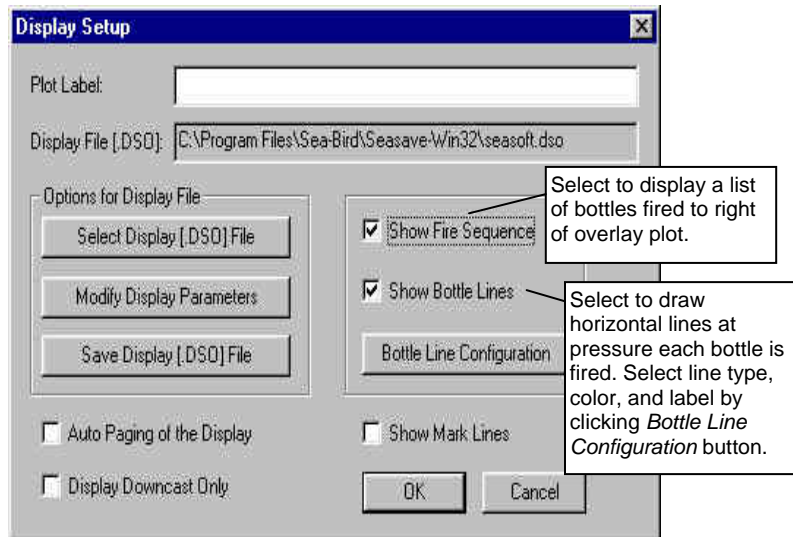 Display Setup
Plot Label:
Display File [.DSO]: C:\Program Files\Sea-Bird\Seasave-Win32\seasoft.dso
Options for Display File
Select Display [.DSO] File
Modify Display Parameters
Save Display [.DSO] File
Show Fire Sequence
Show Bottle Lines
Bottle Line Configuration
Select to display a list
of bottles fired to right
of overlay plot.
Select to draw
horizontal lines at
pressure each bottle is
fired. Select line type,
color, and label by
clicking Bottle Line
Configuration button.
Auto Paging of the Display
Show Mark Lines
Display Downcast Only
OK
Cancel